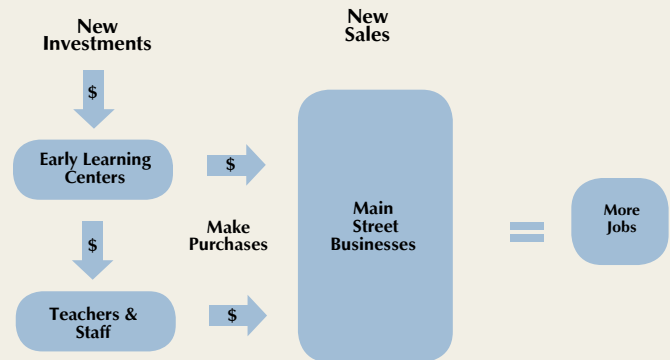 New
Investments
New
Sales
$
Early Learning
Centers
$
$
Make
Purchases
Main
Street
Businesses
More
Jobs
Teachers &
Staff
$